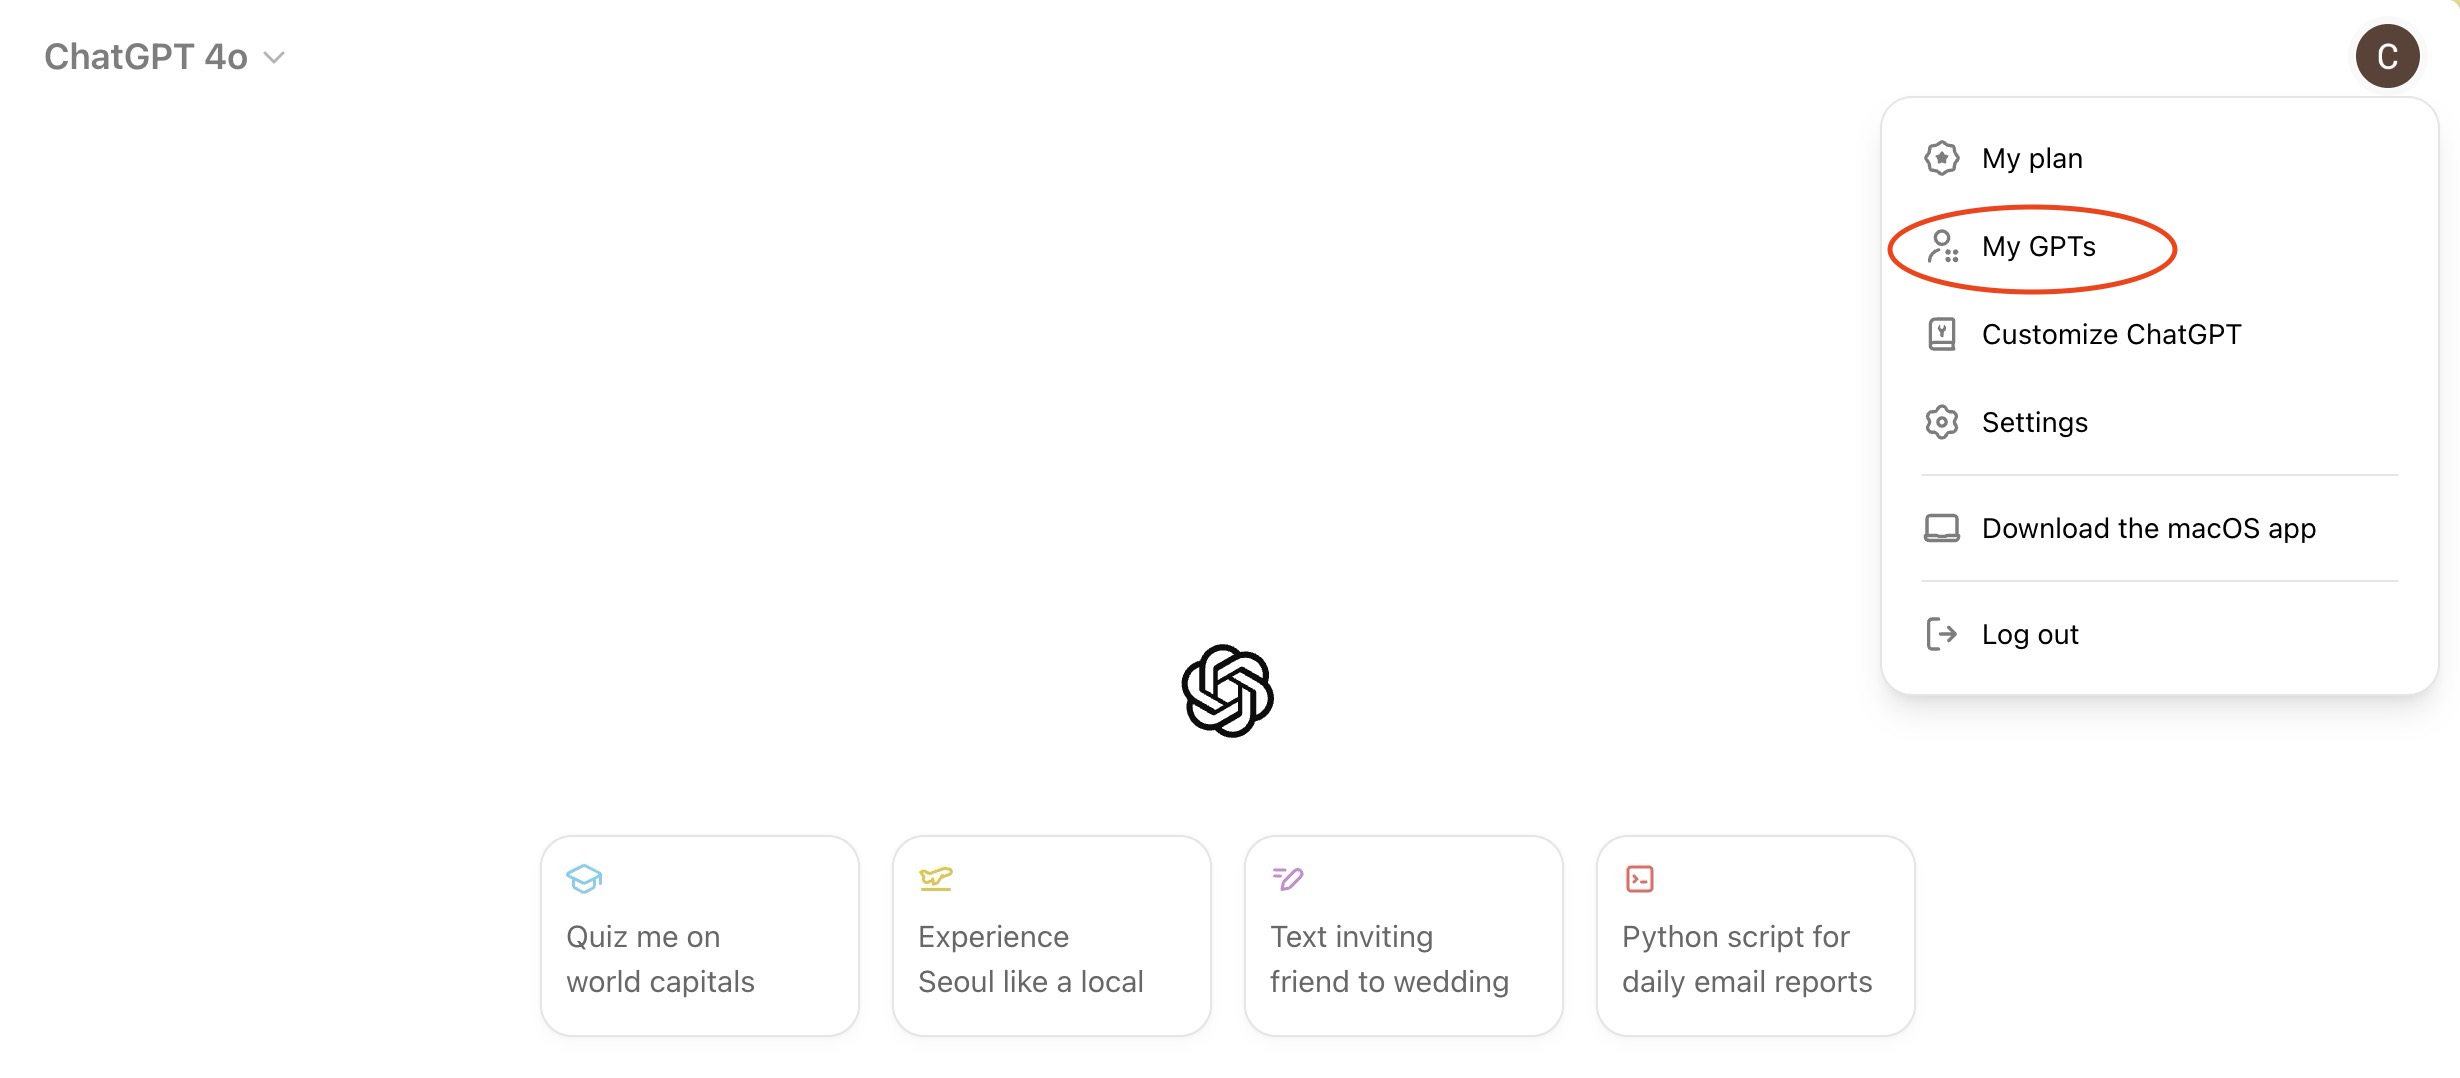 ChatGPT 4o
C
My plan
My GPTs
Customize ChatGPT
Settings
Download the macOS app
Log out
Quiz me on
world capitals
Experience
Seoul like a local
Text inviting
friend to wedding
Python script for
daily email reports